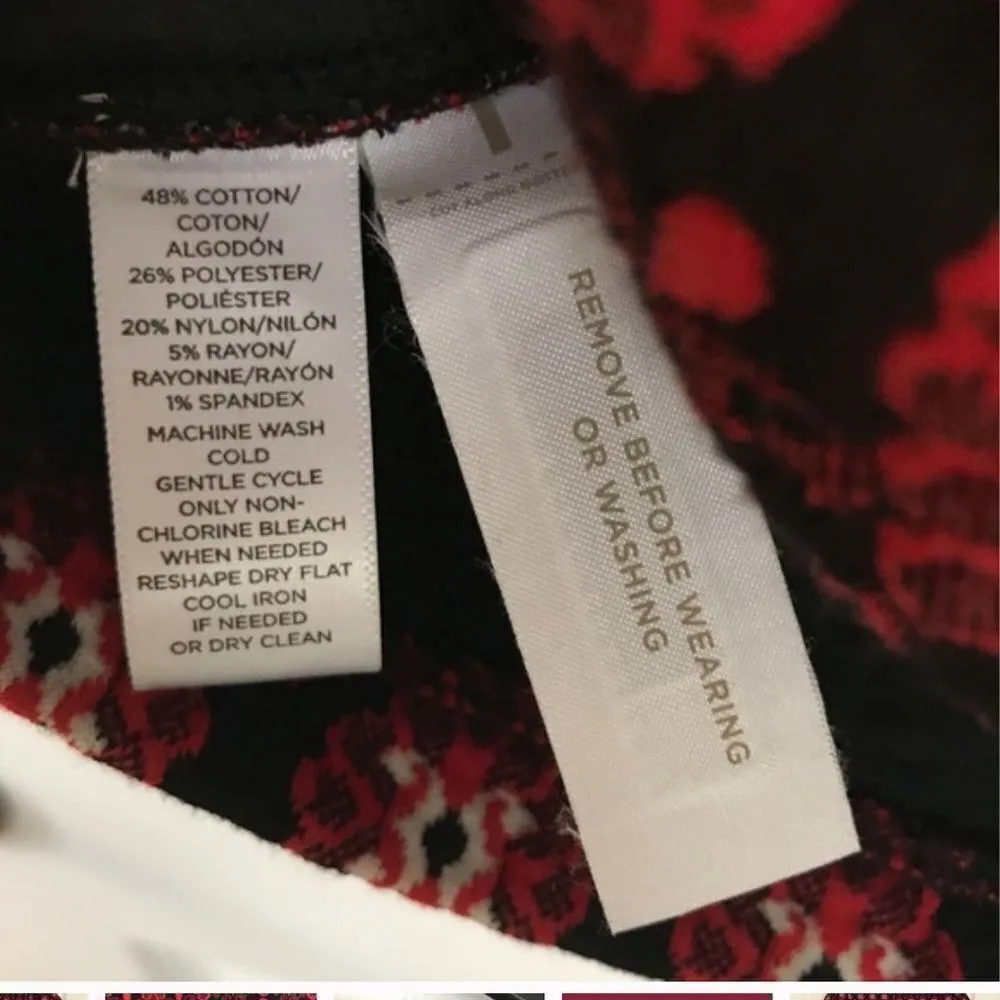 48% COTTON/
COTON/
ALGODÓN
26% POLYESTER/
POLIÉSTER
20% NYLON/NILÓN
5% RAYON/
RAYONNE/RAYÓN
1% SPANDEX
MACHINE WASH
COLD
GENTLE CYCLE
ONLY NON-
CHLORINE BLEACH
WHEN NEEDED
RESHAPE DRY FLAT
COOL IRON
IF NEEDED
OR DRY CLEAN
CUT ALONG
REMOVE BEFORE WEARING
OR WASHING